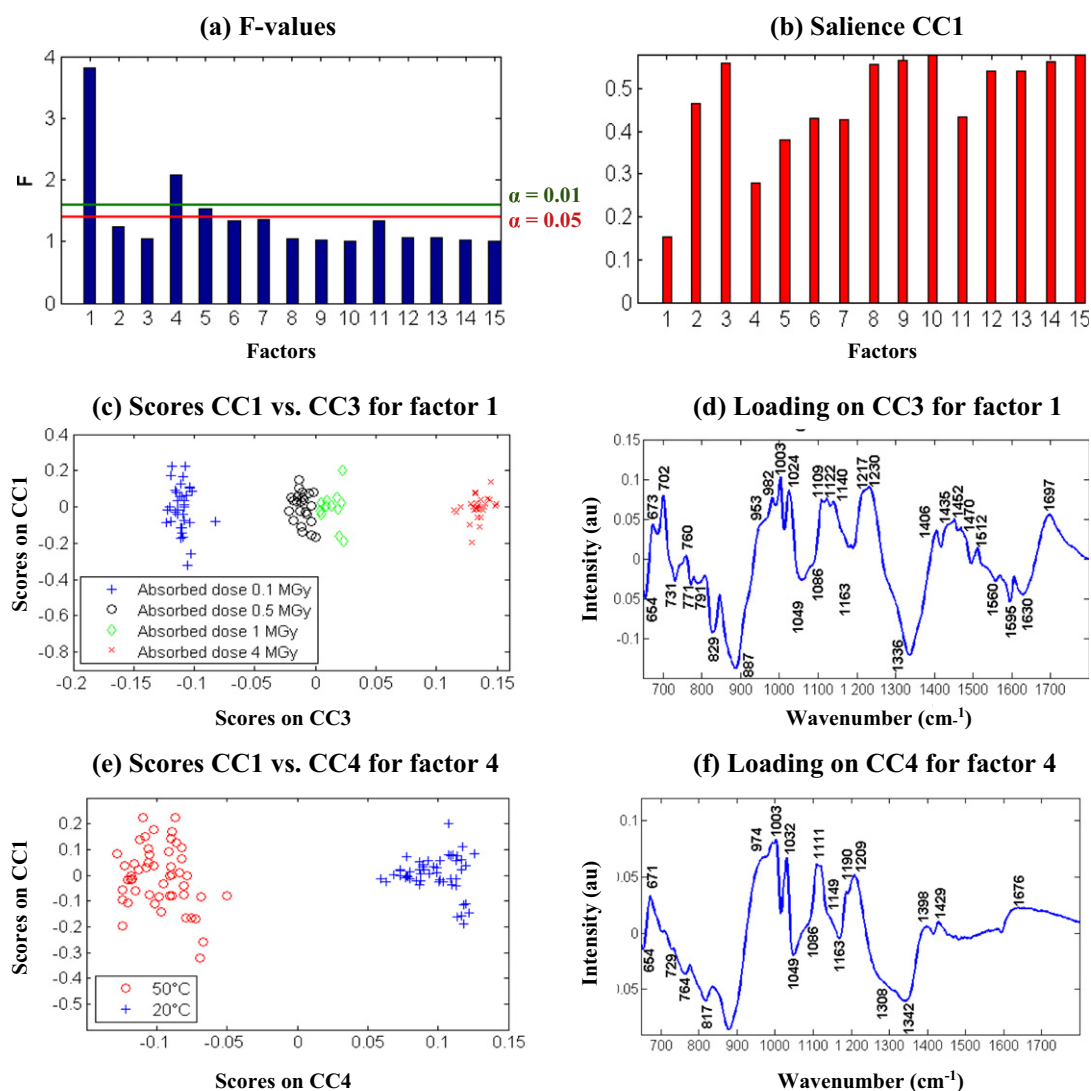 (a) F-values
(b) Salience CC1
4
3
2
1
0
F
α = 0.01
α = 0.05
1 2 3 4 5 6 7 8 9 10 11 12 13 14 15
Factors
0.5
0.4
0.3
0.2
0.1
0
1 2 3 4 5 6 7 8 9 10 11 12 13 14 15
Factors
(c) Scores CC1 vs. CC3 for factor 1
(d) Loading on CC3 for factor 1
0.4
0.2
0
-0.2
-0.4
-0.6
-0.8
Scores on CC1
Absorbed dose 0.1 MGy
Absorbed dose 0.5 MGy
Absorbed dose 1 MGy
Absorbed dose 4 MGy
-0.2 -0.15 -0.1 -0.05 0 0.05 0.1 0.15
Scores on CC3
0.15
0.1
0.05
0
0.05
-0.1
Intensity (au)
673 702 760 953 982 1003 1024 1109 1122 1140 1217 1230 1406 1435 1452 1470 1512 1697
654 731 771 791 829 887 1049 1086 1163 1336 1560 1595 1630
700 800 900 1000 1100 1200 1300 1400 1500 1600 1700
Wavenumber (cm-1)
(e) Scores CC1 vs. CC4 for factor 4
(f) Loading on CC4 for factor 4
0.2
0.1
0
-0.1
-0.2
-0.3
-0.4
-0.5
Scores on CC1
50°C
20°C
-0.1 -0.05 0 0.05 0.1 0.15
Scores on CC4
0.1
0.05
0
0.05
0.1
Intensity (au)
671 974 1003 1032 1111 1149 1190 1209 1398 1429 1676
654 729 764 817 1049 1086 1163 1308 1342
700 800 900 1000 1100 1200 1300 1400 1500 1600
Wavenumber (cm-1)